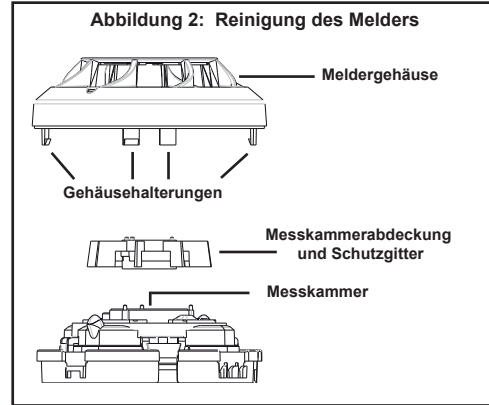 Abbildung 2: Reinigung des Melders
Meldergehäuse
Gehäusehalterungen
Messkammerabdeckung
und Schutzgitter
Messkammer